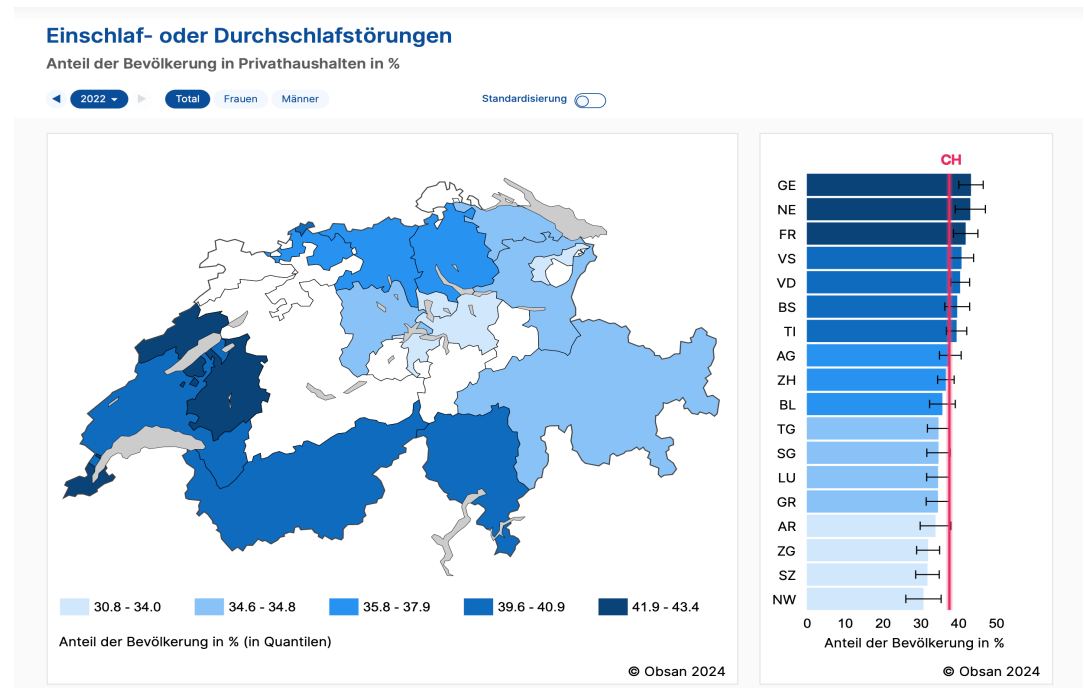 Einschlaf- oder Durchschlafstörungen
Anteil der Bevölkerung in Privathaushalten in %
2022
Total
Frauen
Männer
Standardisierung
30.8 - 34.0
34.6 - 34.8
35.8 - 37.9
39.6 - 40.9
41.9 - 43.4
Anteil der Bevölkerung in % (in Quantilen)
© Obsan 2024
CH
GE
NE
FR
VS
VD
BS
TI
AG
ZH
BL
TG
SG
LU
GR
AR
ZG
SZ
NW
0 10 20 30 40 50
Anteil der Bevölkerung in %
© Obsan 2024